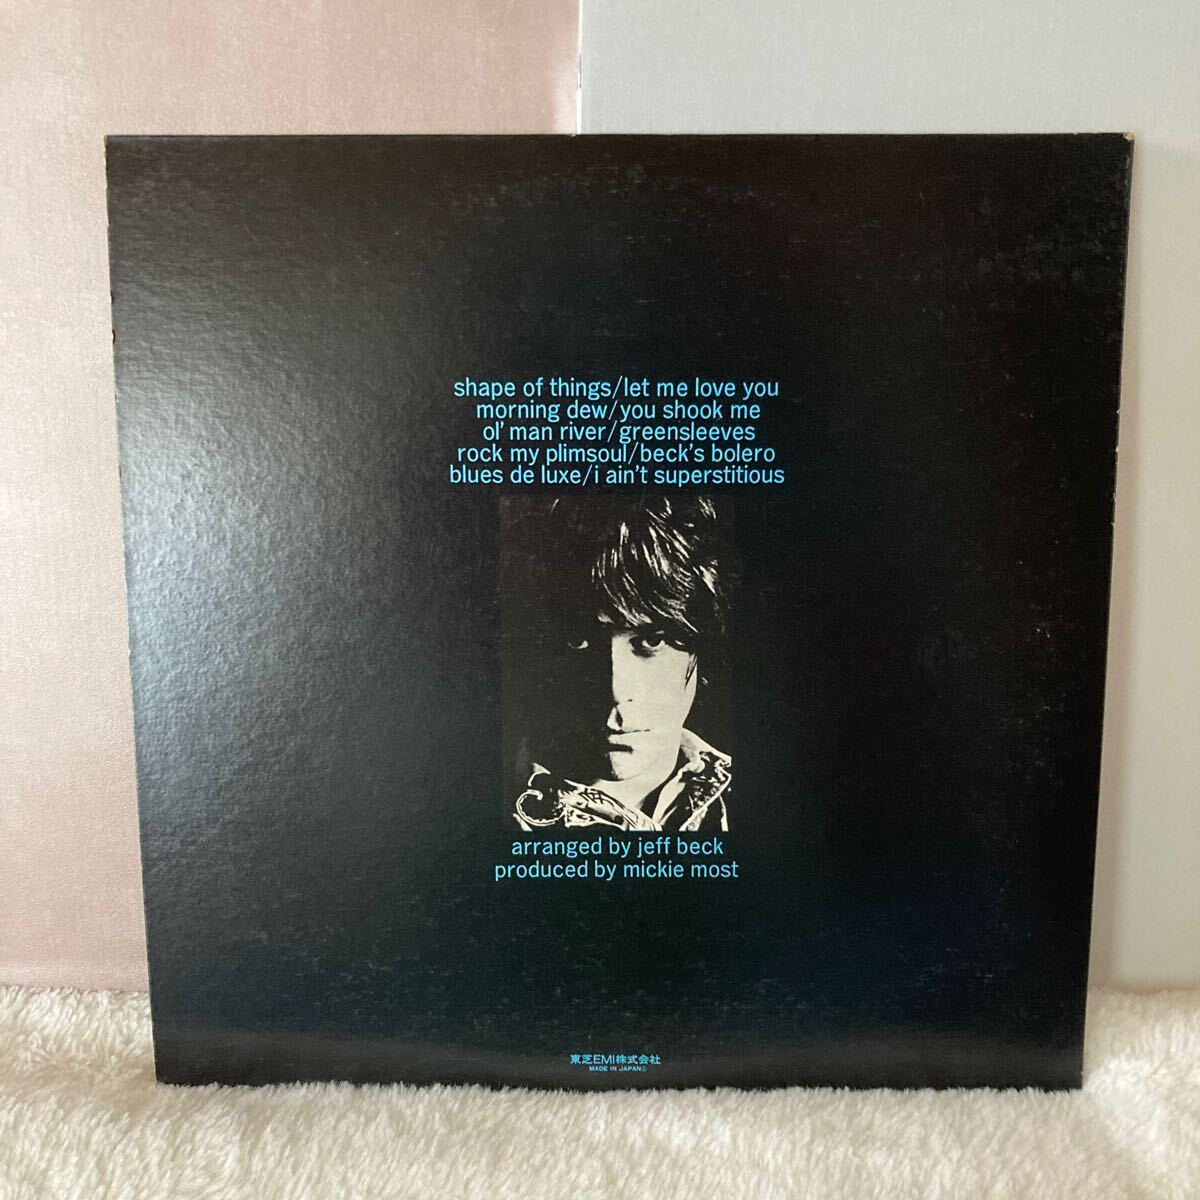 shape of things/let me love you
morning dew/you shook me
ol' man river/greensleeves
rock my plimsoul/beck's bolero
blues de luxe/i ain't superstitious
arranged by jeff beck
produced by mickie most
東芝EMI株式会社
MADE IN JAPAN